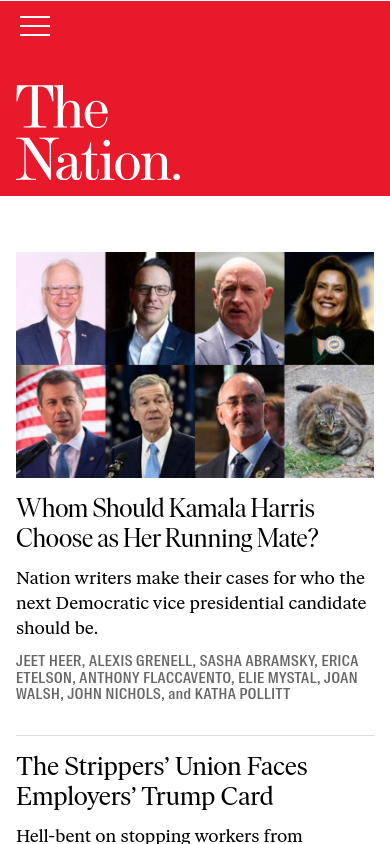 The
Nation.
Whom Should Kamala Harris
Choose as Her Running Mate?
Nation writers make their cases for who the
next Democratic vice presidential candidate
should be.
JEET HEER, ALEXIS GRENELL, SASHA ABRAMSKY, ERICA
ETELSON, ANTHONY FLACCAVENTO, ELIE MYSTAL, JOAN
WALSH, JOHN NICHOLS, and KATHA POLLITT
The Strippers’ Union Faces
Employers’ Trump Card
Hell-bent on stopping workers from